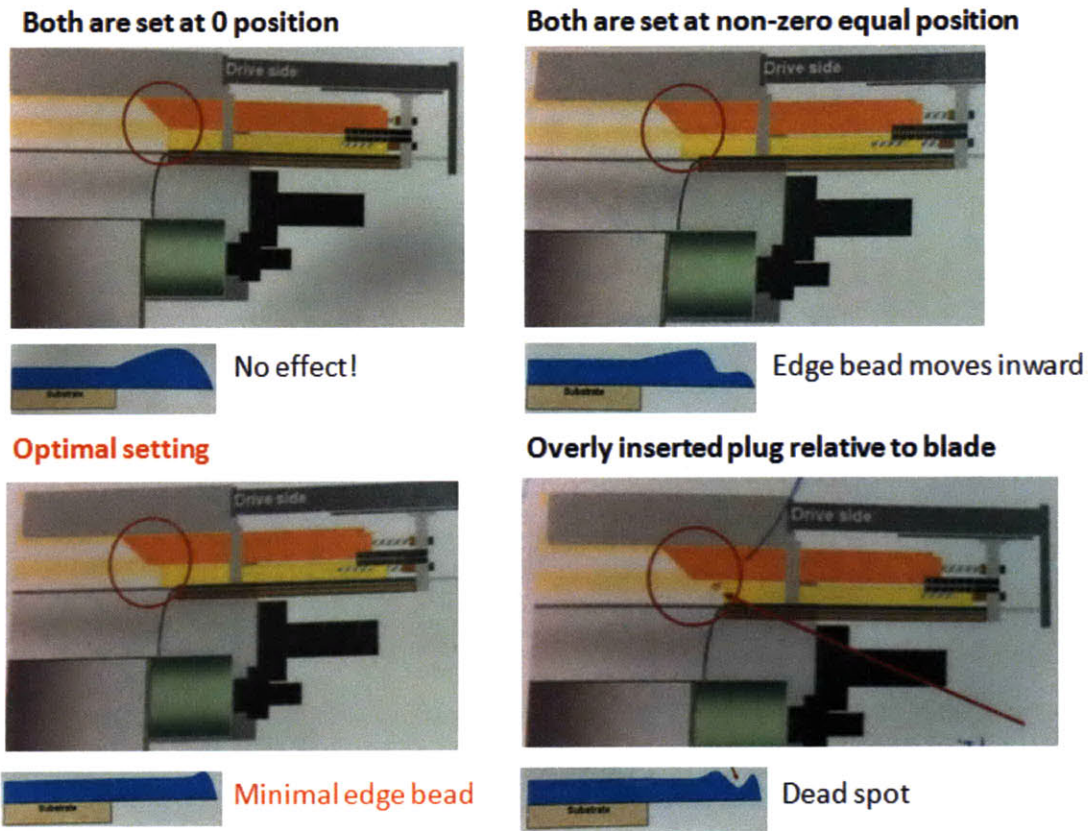 Both are set at 0 position
Drive side
Substrate
No effect!
Both are set at non-zero equal position
Drive side
Substrate
Edge bead moves inward
Optimal setting
Drive side
Substrate
Minimal edge bead
Overly inserted plug relative to blade
Drive side
Substrate
Dead spot